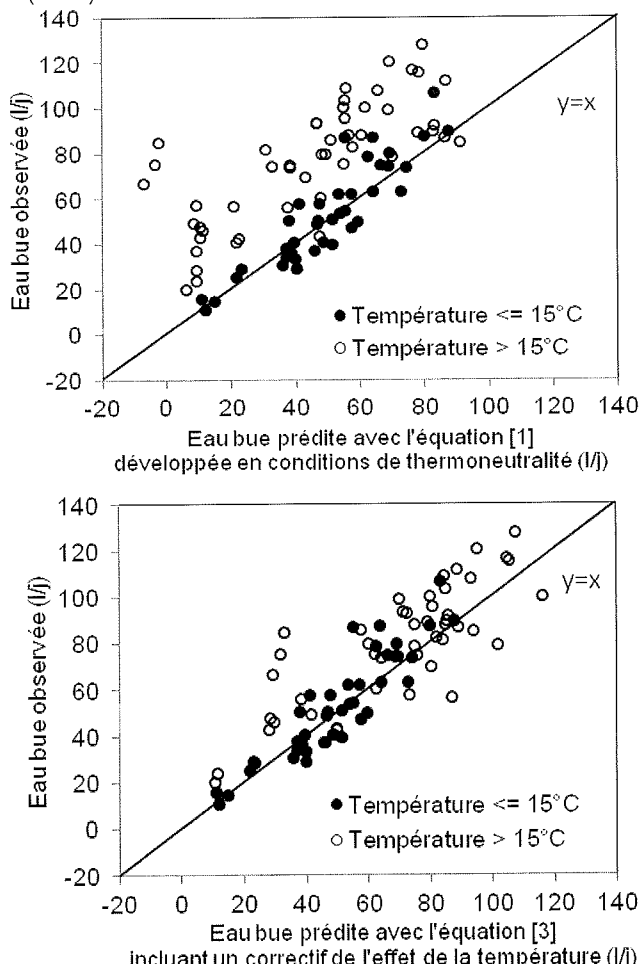 140
120
100
80
60
40
20
0
-20
Eau bue observée (l/j)
y=x
Température <= 15°C
Température > 15°C
-20 0 20 40 60 80 100 120 140
Eau bue prédite avec l'équation [1]
développée en conditions de thermoneutralité (l/j)
140
120
100
80
60
40
20
0
-20
Eau bue observée (l/j)
y=x
Température <= 15°C
Température > 15°C
-20 0 20 40 60 80 100 120 140
Eau bue prédite avec l'équation [3]
incluant un correctif de l'effet de la température (l/j)